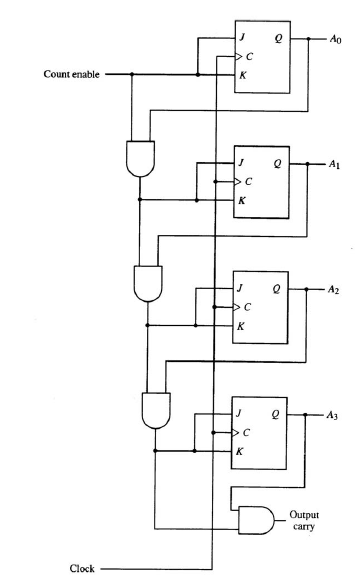 J Q A0
C
Count enable K
J Q A1
C
K
J Q A2
C
K
J Q A3
C
K
Output
carry
Clock